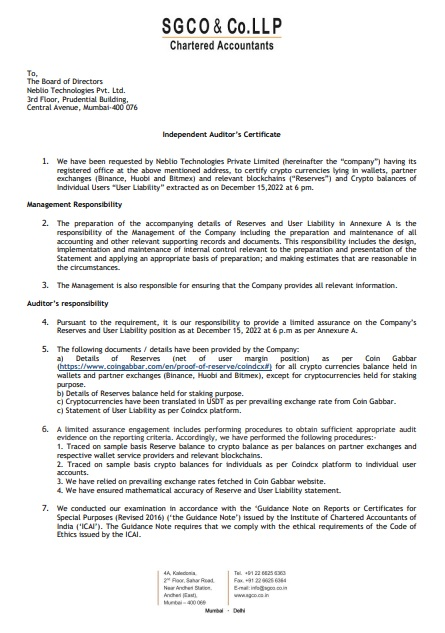 SGCO & Co.LLP
Chartered Accountants
To,
The Board of Directors
Neblio Technologies Pvt. Ltd.
3rd Floor, Prudential Building,
Central Avenue, Mumbai-400 076
Independent Auditor's Certificate
1. We have been requested by Neblio Technologies Private Limited (hereinafter the "company") having its
registered office at the above mentioned address, to certify crypto currencies lying in wallets, partner
exchanges (Binance, Huobi and Bitmex) and relevant blockchains ("Reserves") and Crypto balances of
Individual Users "User Liability" extracted as on December 15,2022 at 6 pm.
Management Responsibility
2. The preparation of the accompanying details of Reserves and User Liability in Annexure A is the
responsibility of the Management of the Company including the preparation and maintenance of all
accounting and other relevant supporting records and documents. This responsibility includes the design,
implementation and maintenance of internal control relevant to the preparation and presentation of the
Statement and applying an appropriate basis of preparation; and making estimates that are reasonable in
the circumstances.
3. The Management is also responsible for ensuring that the Company provides all relevant information.
Auditor's responsibility
4. Pursuant to the requirement, it is our responsibility to provide a limited assurance on the Company's
Reserves and User Liability position as at December 15, 2022 at 6 p.m as per Annexure A.
5. The following documents / details have been provided by the Company:
a) Details of Reserves (net of user margin position) as per Coin Gabbar
(https://www.coingabbar.com/en/proof-of-reserve/coindcx#) for all crypto currencies balance held in
wallets and partner exchanges (Binance, Huobi and Bitmex), except for cryptocurrencies held for staking
purpose.
b) Details of Reserves balance held for staking purpose.
c) Cryptocurrencies have been translated in USDT as per prevailing exchange rate from Coin Gabbar.
c) Statement of User Liability as per Coindcx platform.
6. A limited assurance engagement includes performing procedures to obtain sufficient appropriate audit
evidence on the reporting criteria. Accordingly, we have performed the following procedures:-
1. Traced on sample basis Reserve balance to Crypto balance as per balances on partner exchanges and
respective wallet service providers and relevant blockchains.
2. Traced on sample basis crypto balances for individuals as per Coindcx platform to individual user
accounts.
3. We have relied on prevailing exchange rates fetched in Coin Gabbar website.
4. We have ensured mathematical accuracy of Reserve and User Liability statement.
7. We conducted our examination in accordance with the 'Guidance Note on Reports or Certificates for
Special Purposes (Revised 2016) ('the Guidance Note') issued by the Institute of Chartered Accountants of
India ('ICAI'). The Guidance Note requires that we comply with the ethical requirements of the Code of
Ethics issued by the ICAI.
4A, Kaledonia,
2nd Floor, Sahar Road,
Near Andheri Station,
Andheri (East),
Mumbai – 400 069
Tel. +91 22 6625 6363
Fax. +91 22 6625 6364
E-mail: info@sgco.co.in
www.sgco.co.in
Mumbai - Delhi